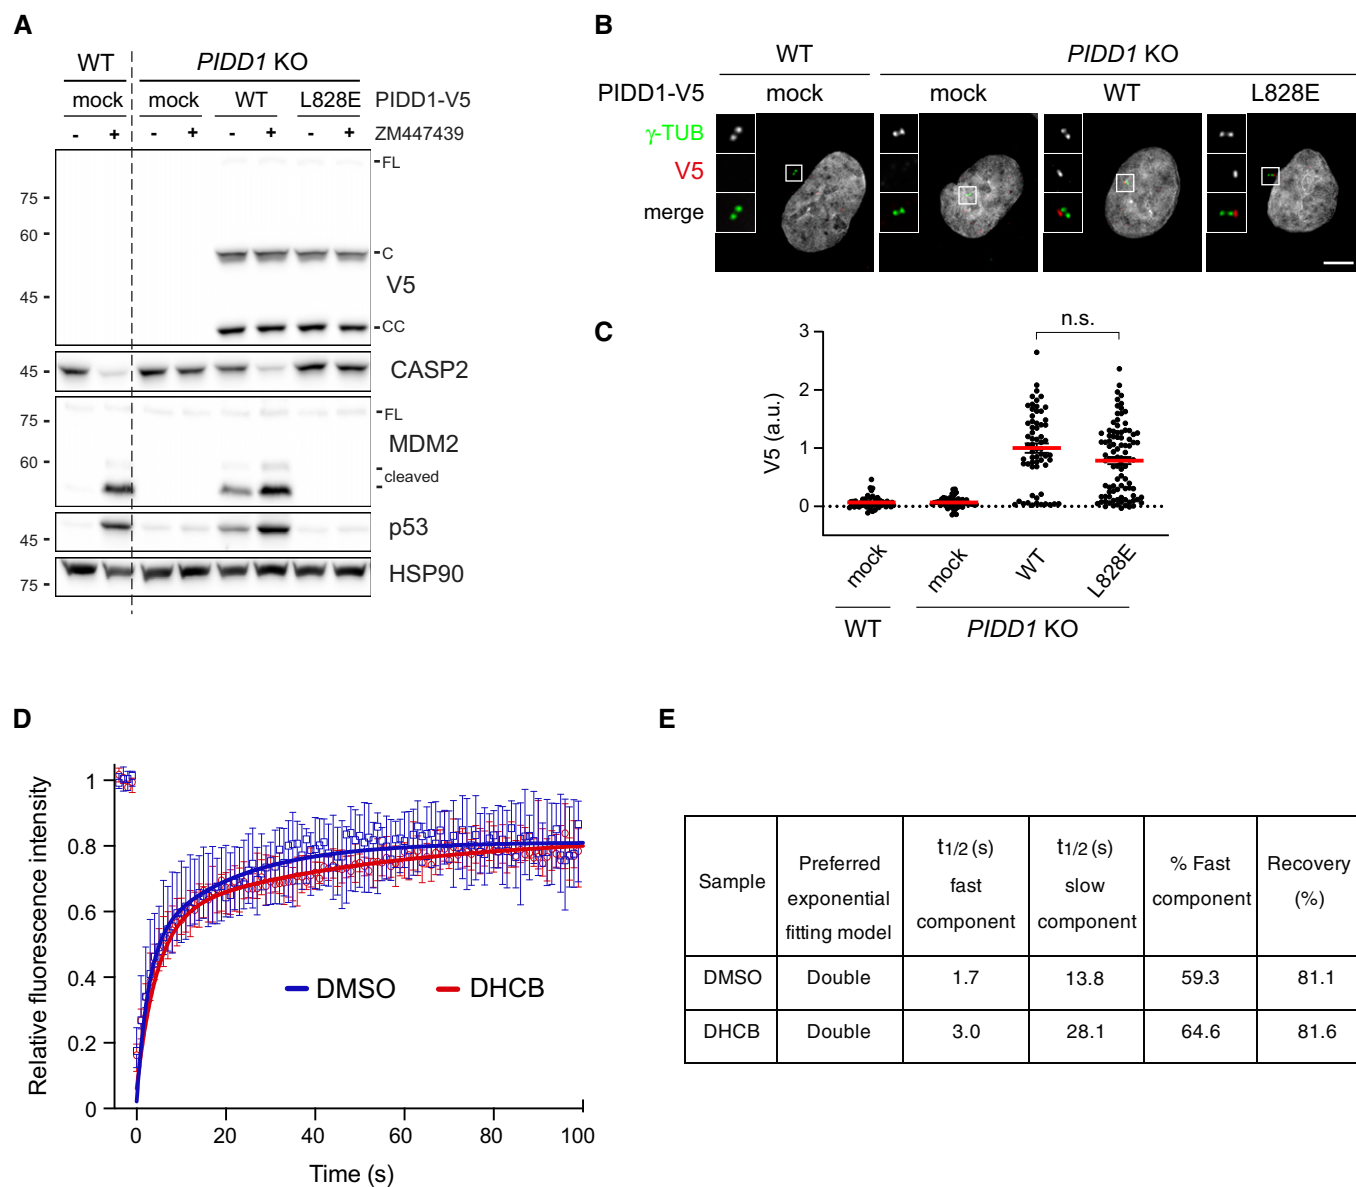 A
WT
PIDD1 KO
mock
mock
WT
L828E
PIDD1-V5
-
+
-
+
-
+
-
+
ZM447439
FL
75
60
C
V5
45
CC
45
CASP2
FL
75
MDM2
60
cleaved
p53
45
HSP90
75
B
WT
PIDD1 KO
PIDD1-V5
mock
mock
WT
L828E
γ-TUB
V5
merge
C
n.s.
3
2
1
0
V5 (a.u.)
mock
mock
WT
L828E
WT
PIDD1 KO
D
Relative fluorescence intensity
1
0.8
0.6
0.4
0.2
0
DMSO
DHCB
0
20
40
60
80
100
Time (s)
E
Sample
Preferred
exponential
fitting model
t1/2 (s)
fast
component
t1/2 (s)
slow
component
% Fast
component
Recovery
(%)
DMSO
Double
1.7
13.8
59.3
81.1
DHCB
Double
3.0
28.1
64.6
81.6